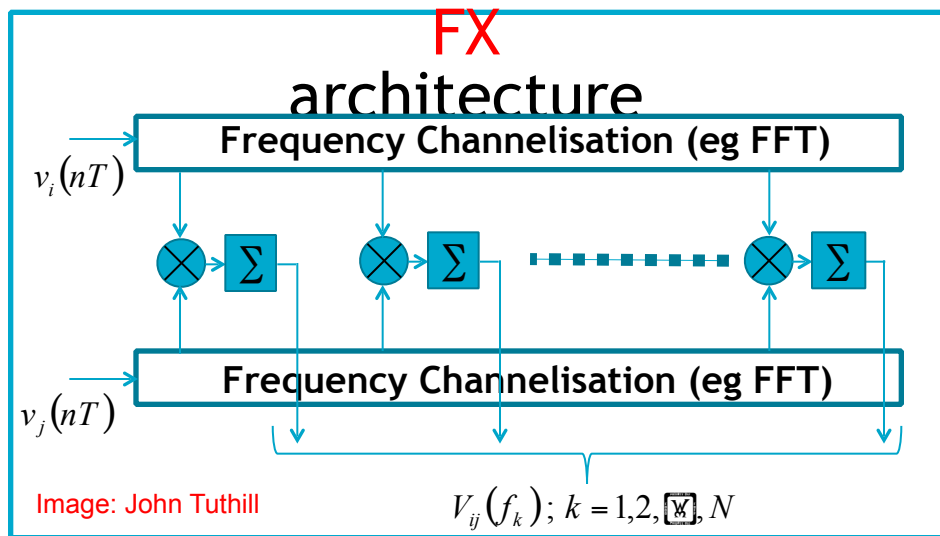 FX
architecture
Frequency Channelisation (eg FFT)
v_i(nT)
Σ Σ Σ
Frequency Channelisation (eg FFT)
v_j(nT)
Image: John Tuthill
V_ij(f_k); k = 1,2, , N